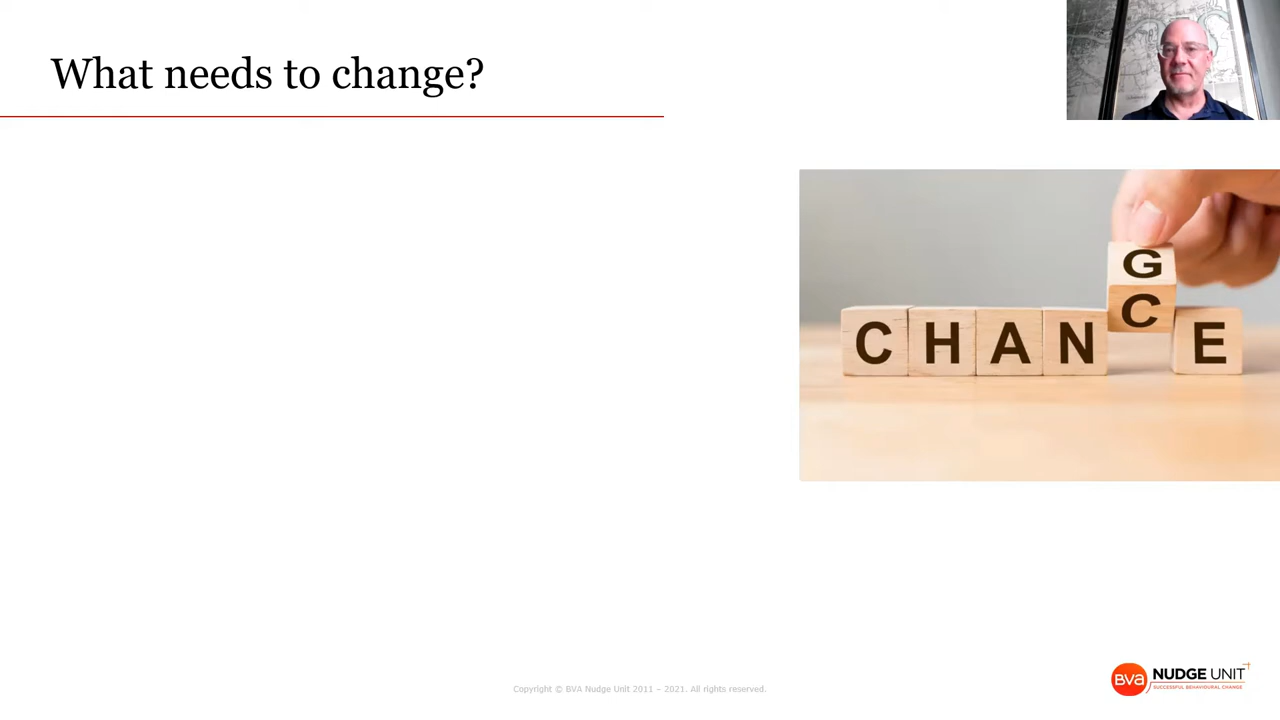 What needs to change?
G
C
C H A N E
Copyright © BVA Nudge Unit 2011 – 2021. All rights reserved.
BVA NUDGE UNIT
SUCCESSFUL BEHAVIOURAL CHANGE